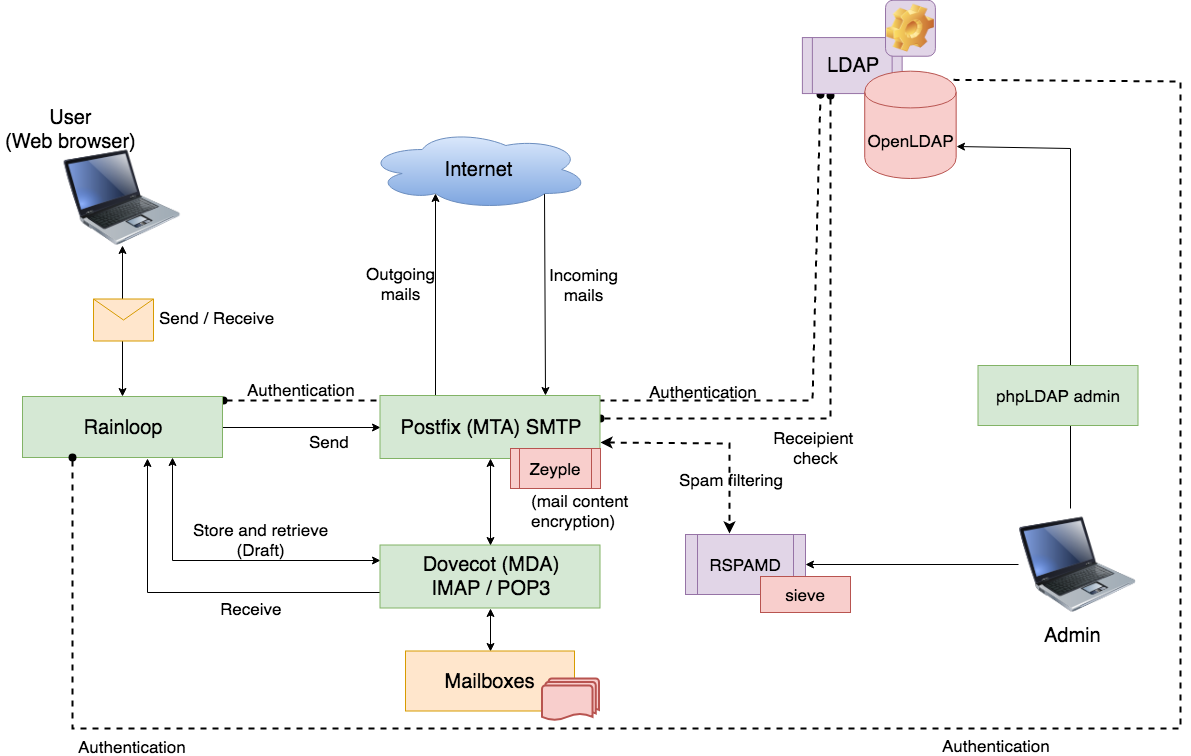 LDAP
OpenLDAP
User
(Web browser)
Internet
Outgoing
mails
Incoming
mails
Send / Receive
Authentication
Authentication
Rainloop
Send
Postfix (MTA) SMTP
Zeyple
(mail content
encryption)
Receipient
check
Spam filtering
phpLDAP admin
Store and retrieve
(Draft)
Dovecot (MDA)
IMAP / POP3
Receive
RSPAMD
sieve
Admin
Mailboxes
Authentication
Authentication